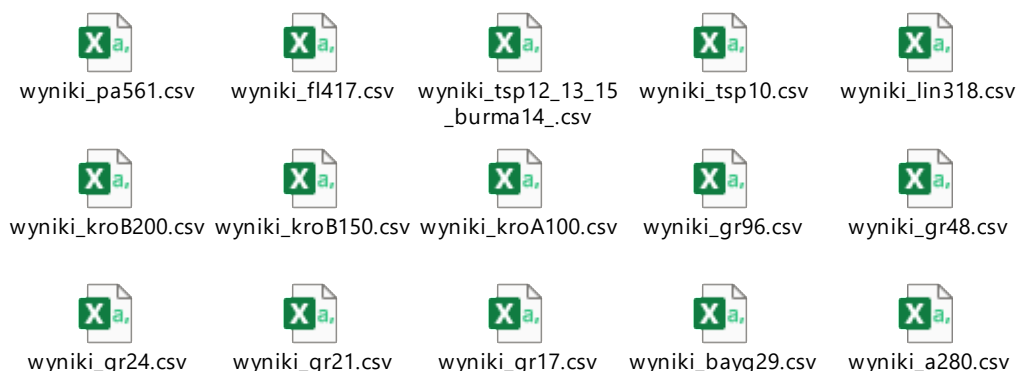 wyniki_pa561.csv
wyniki_fl417.csv
wyniki_tsp12_13_15
_burma14_.csv
wyniki_tsp10.csv
wyniki_lin318.csv
wyniki_kroB200.csv
wyniki_kroB150.csv
wyniki_kroA100.csv
wyniki_gr96.csv
wyniki_gr48.csv
wyniki_gr24.csv
wyniki_gr21.csv
wyniki_gr17.csv
wyniki_bayg29.csv
wyniki_a280.csv